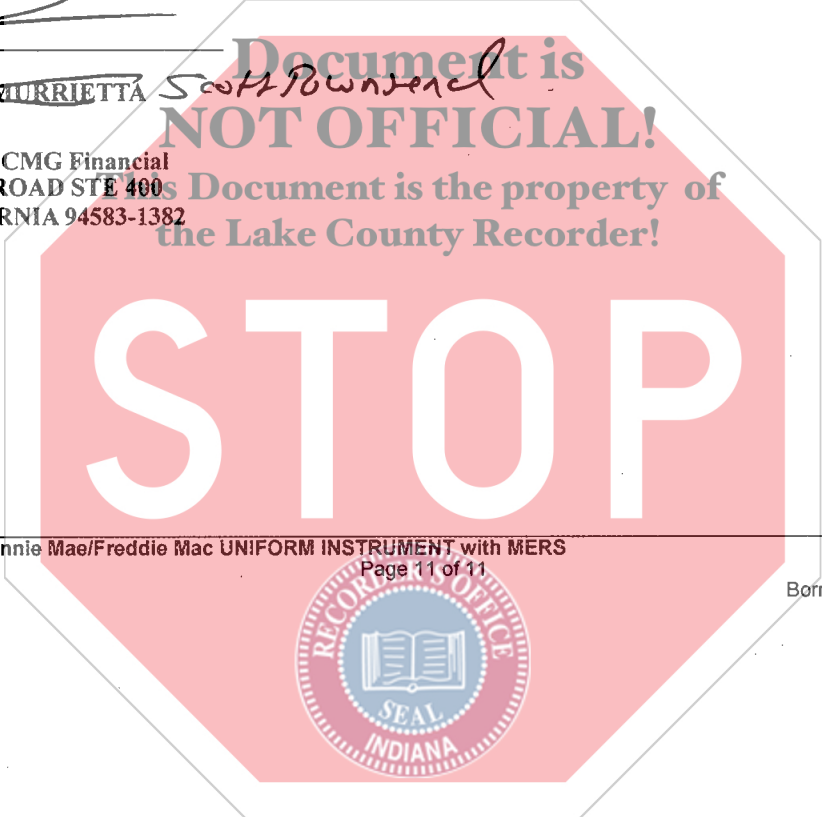 Document is
MURRIETTA Scott Townsend
NOT OFFICIAL!
CMG Financial
ROAD STE 400
This Document is the property of
RNIA 94583-1382
the Lake County Recorder!
STOP
nnie Mae/Freddie Mac UNIFORM INSTRUMENT with MERS
Page 11 of 11
Borr
RECORDER'S OFFICE
SEAL
INDIANA